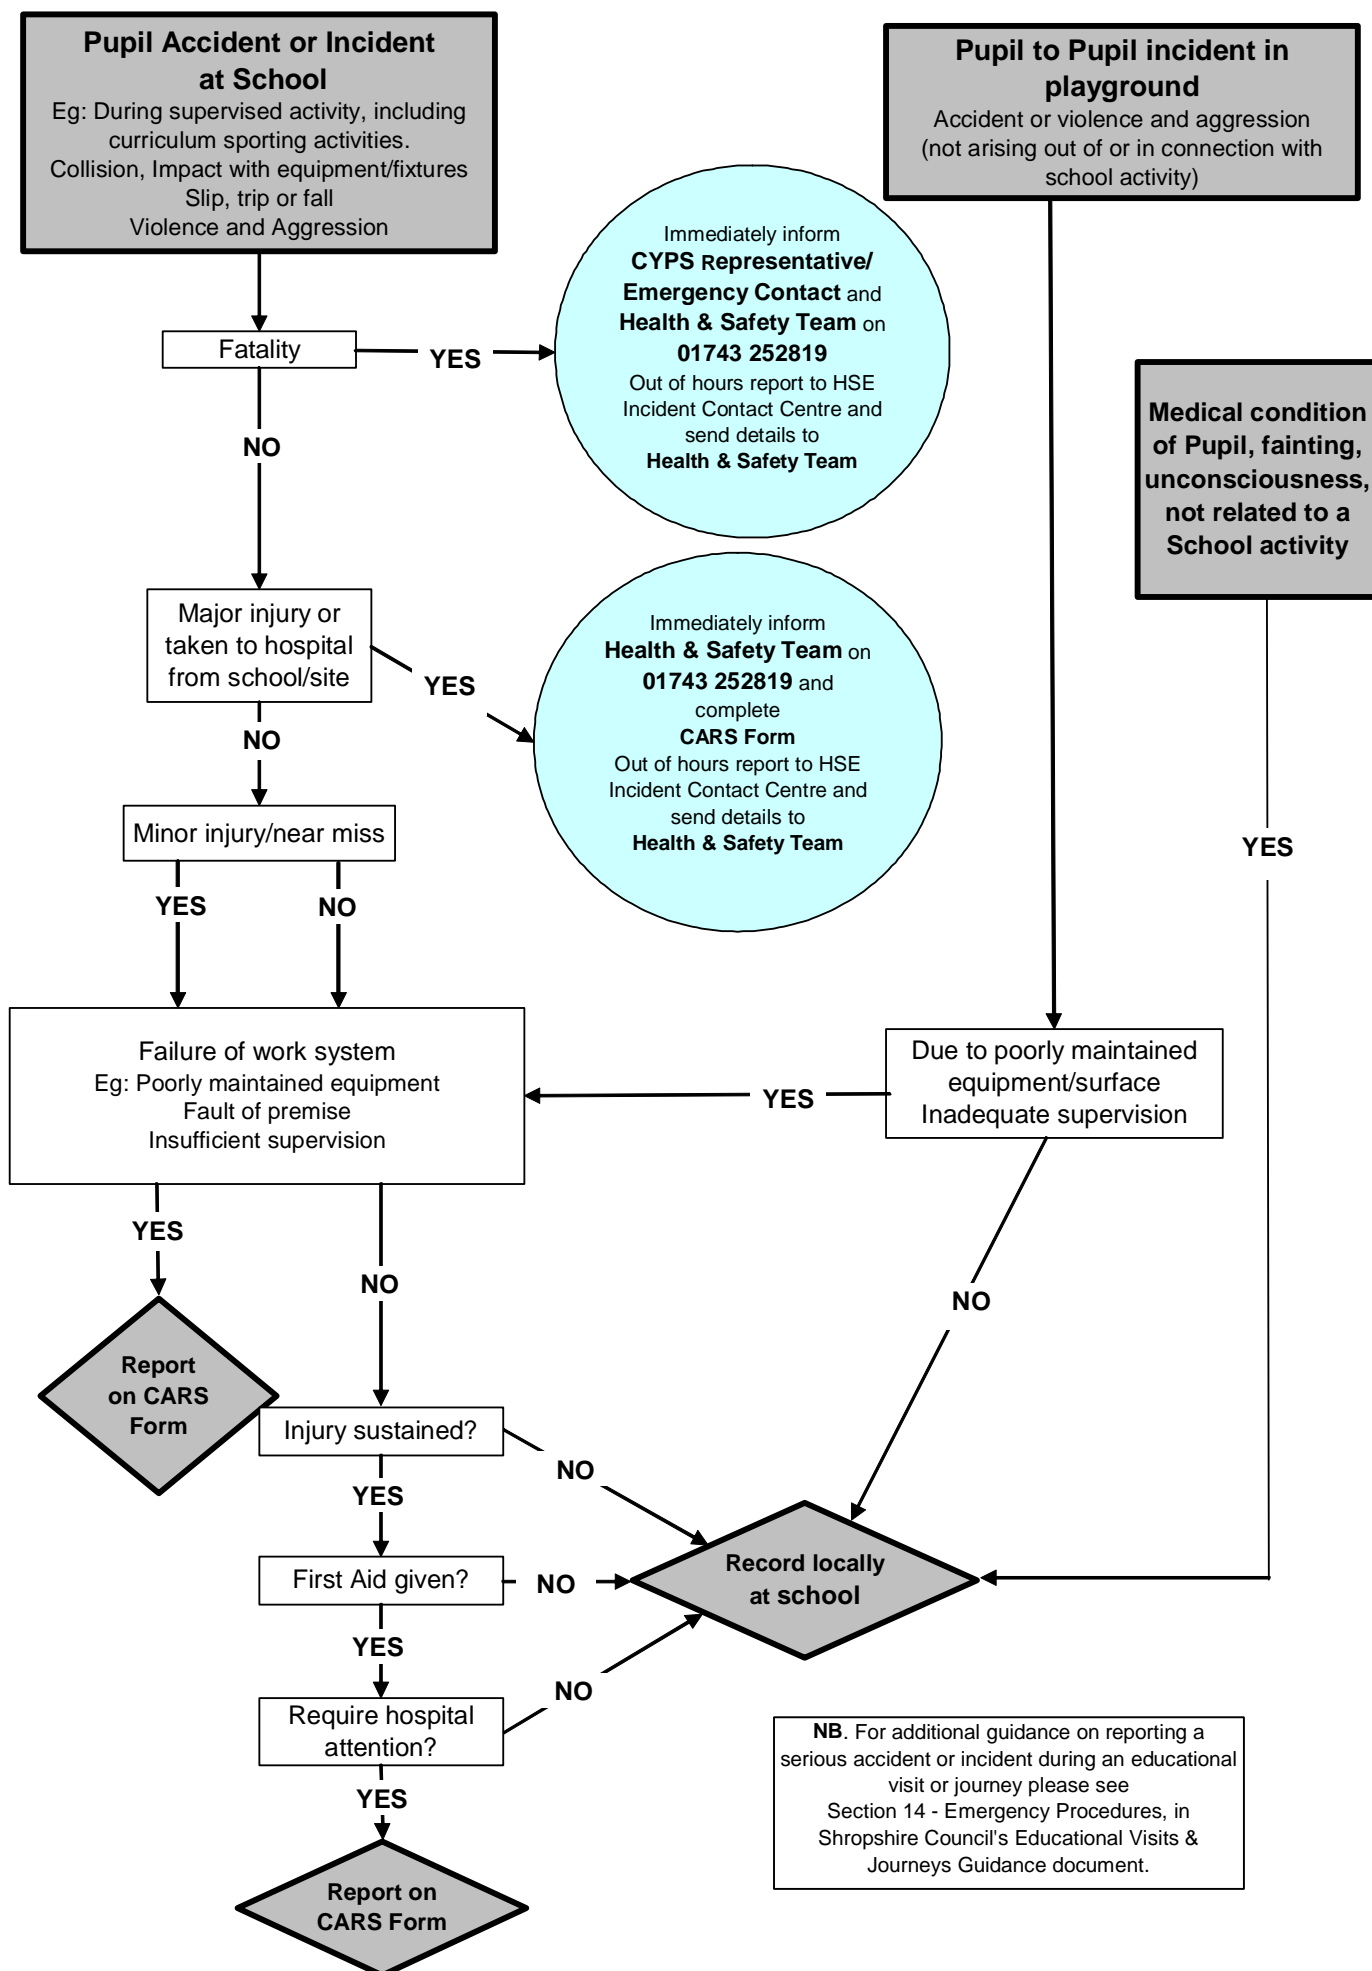 Pupil Accident or Incident
at School
Eg: During supervised activity, including
curriculum sporting activities.
Collision, Impact with equipment/fixtures
Slip, trip or fall
Violence and Aggression
Pupil to Pupil incident in
playground
Accident or violence and aggression
(not arising out of or in connection with
school activity)
Immediately inform
CYPS Representative/
Emergency Contact and
Health & Safety Team on
01743 252819
Out of hours report to HSE
Incident Contact Centre and
send details to
Health & Safety Team
Fatality
YES
NO
Medical condition
of Pupil, fainting,
unconsciousness,
not related to a
School activity
Major injury or
taken to hospital
from school/site
YES
NO
Immediately inform
Health & Safety Team on
01743 252819 and
complete
CARS Form
Out of hours report to HSE
Incident Contact Centre and
send details to
Health & Safety Team
Minor injury/near miss
YES
NO
YES
Failure of work system
Eg: Poorly maintained equipment
Fault of premise
Insufficient supervision
YES
Due to poorly maintained
equipment/surface
Inadequate supervision
YES
NO
NO
Report
on CARS
Form
Injury sustained?
NO
YES
First Aid given?
NO
Record locally
at school
YES
NO
Require hospital
attention?
YES
Report on
CARS Form
NB. For additional guidance on reporting a
serious accident or incident during an educational
visit or journey please see
Section 14 - Emergency Procedures, in
Shropshire Council's Educational Visits &
Journeys Guidance document.